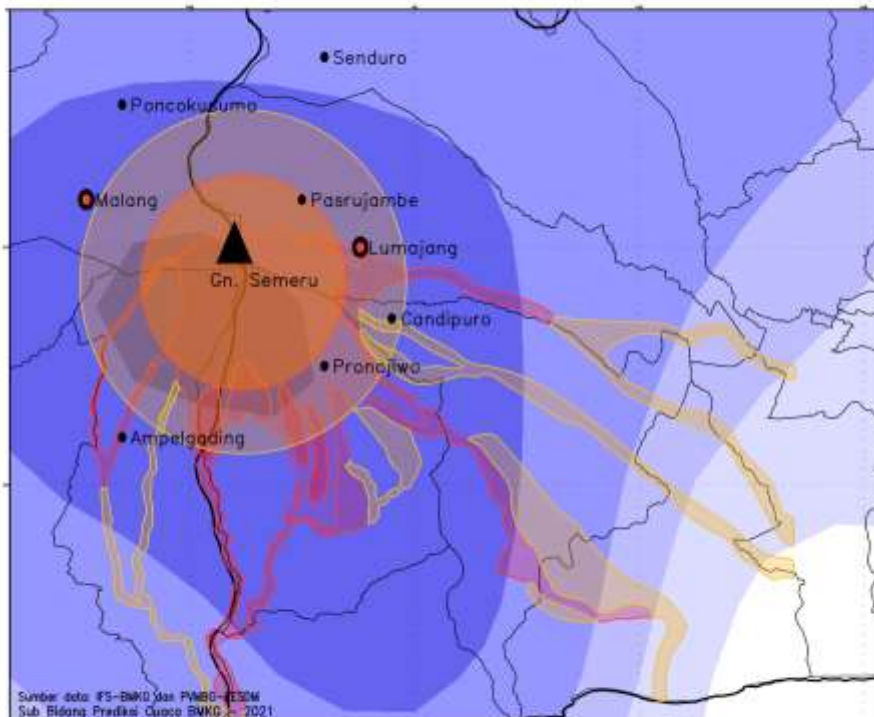 Senduro
Poncokusumo
Malang
Pasrujambe
Lumajang
Gn. Semeru
Candipuro
Pronojiwo
Ampelgading
Sumber data: IFS-BMKG dan PVMBG-KESDM
Sub Bidang Prediksi Cuaca BMKG - 2021